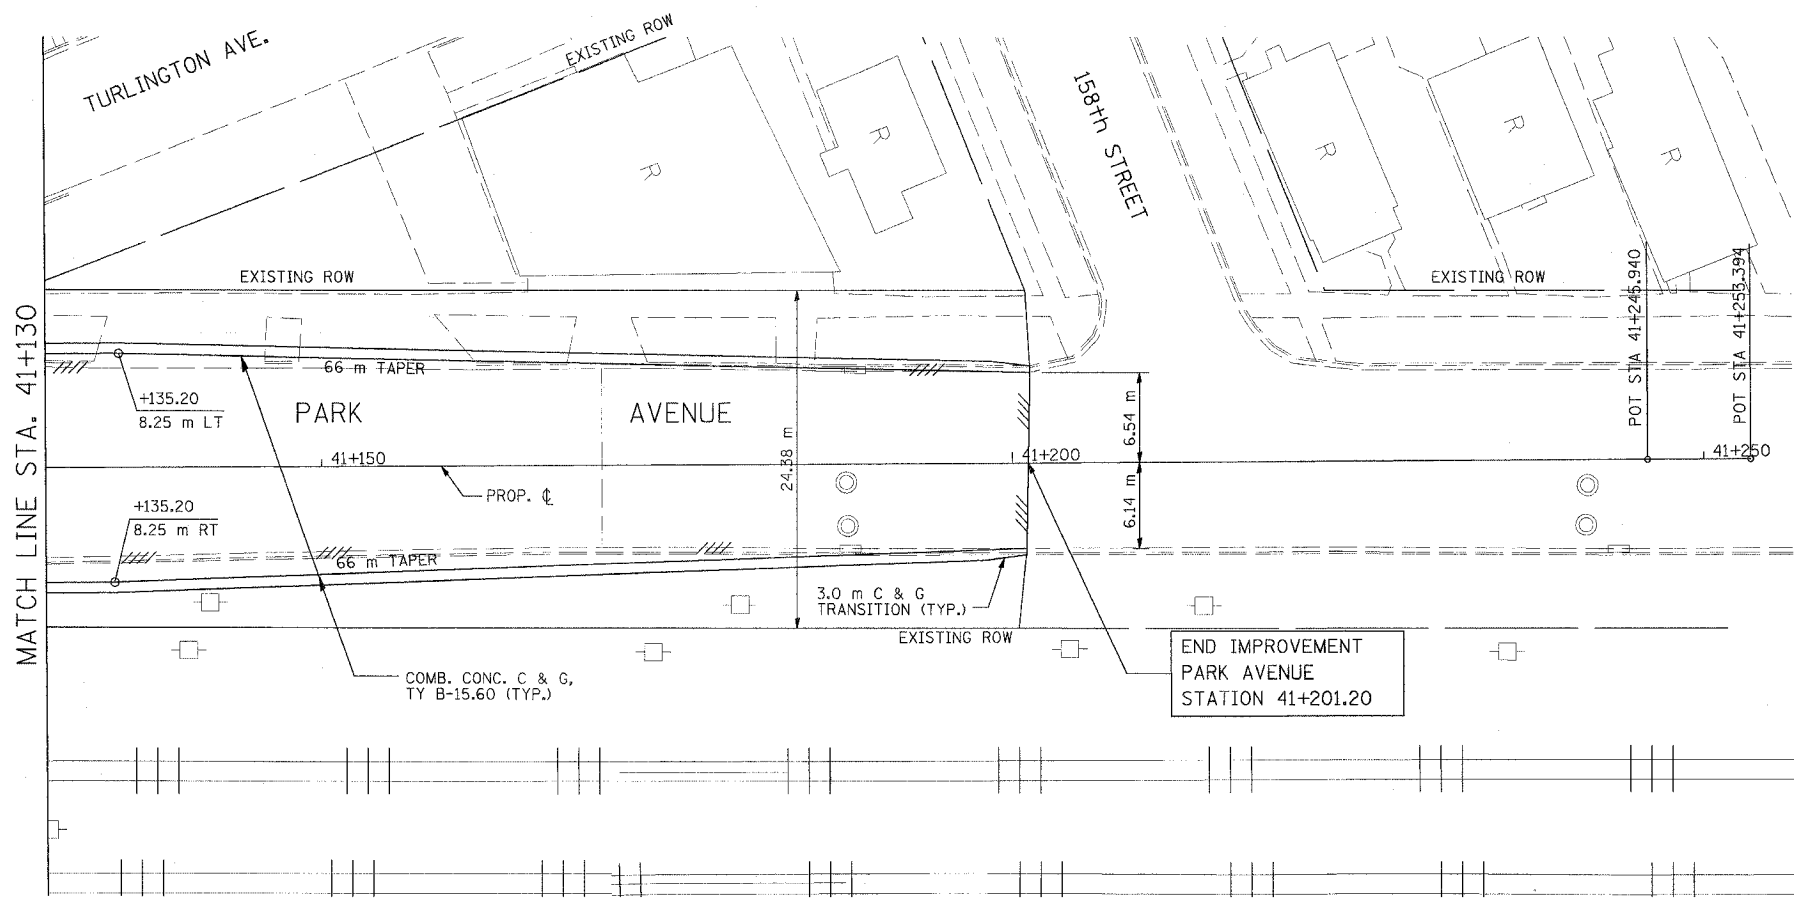 TURLINGTON AVE.
EXISTING ROW
158th STREET
R
R
R
R
R
EXISTING ROW
EXISTING ROW
POT STA 41+245.940
POT STA 41+253.394
MATCH LINE STA. 41+130
66 m TAPER
+135.20
8.25 m LT
PARK AVENUE
6.54 m
24.38 m
41+150
41+200
41+250
PROP. ℄
6.14 m
+135.20
8.25 m RT
66 m TAPER
3.0 m C & G
TRANSITION (TYP.)
EXISTING ROW
COMB. CONC. C & G,
TY B-15.60 (TYP.)
END IMPROVEMENT
PARK AVENUE
STATION 41+201.20